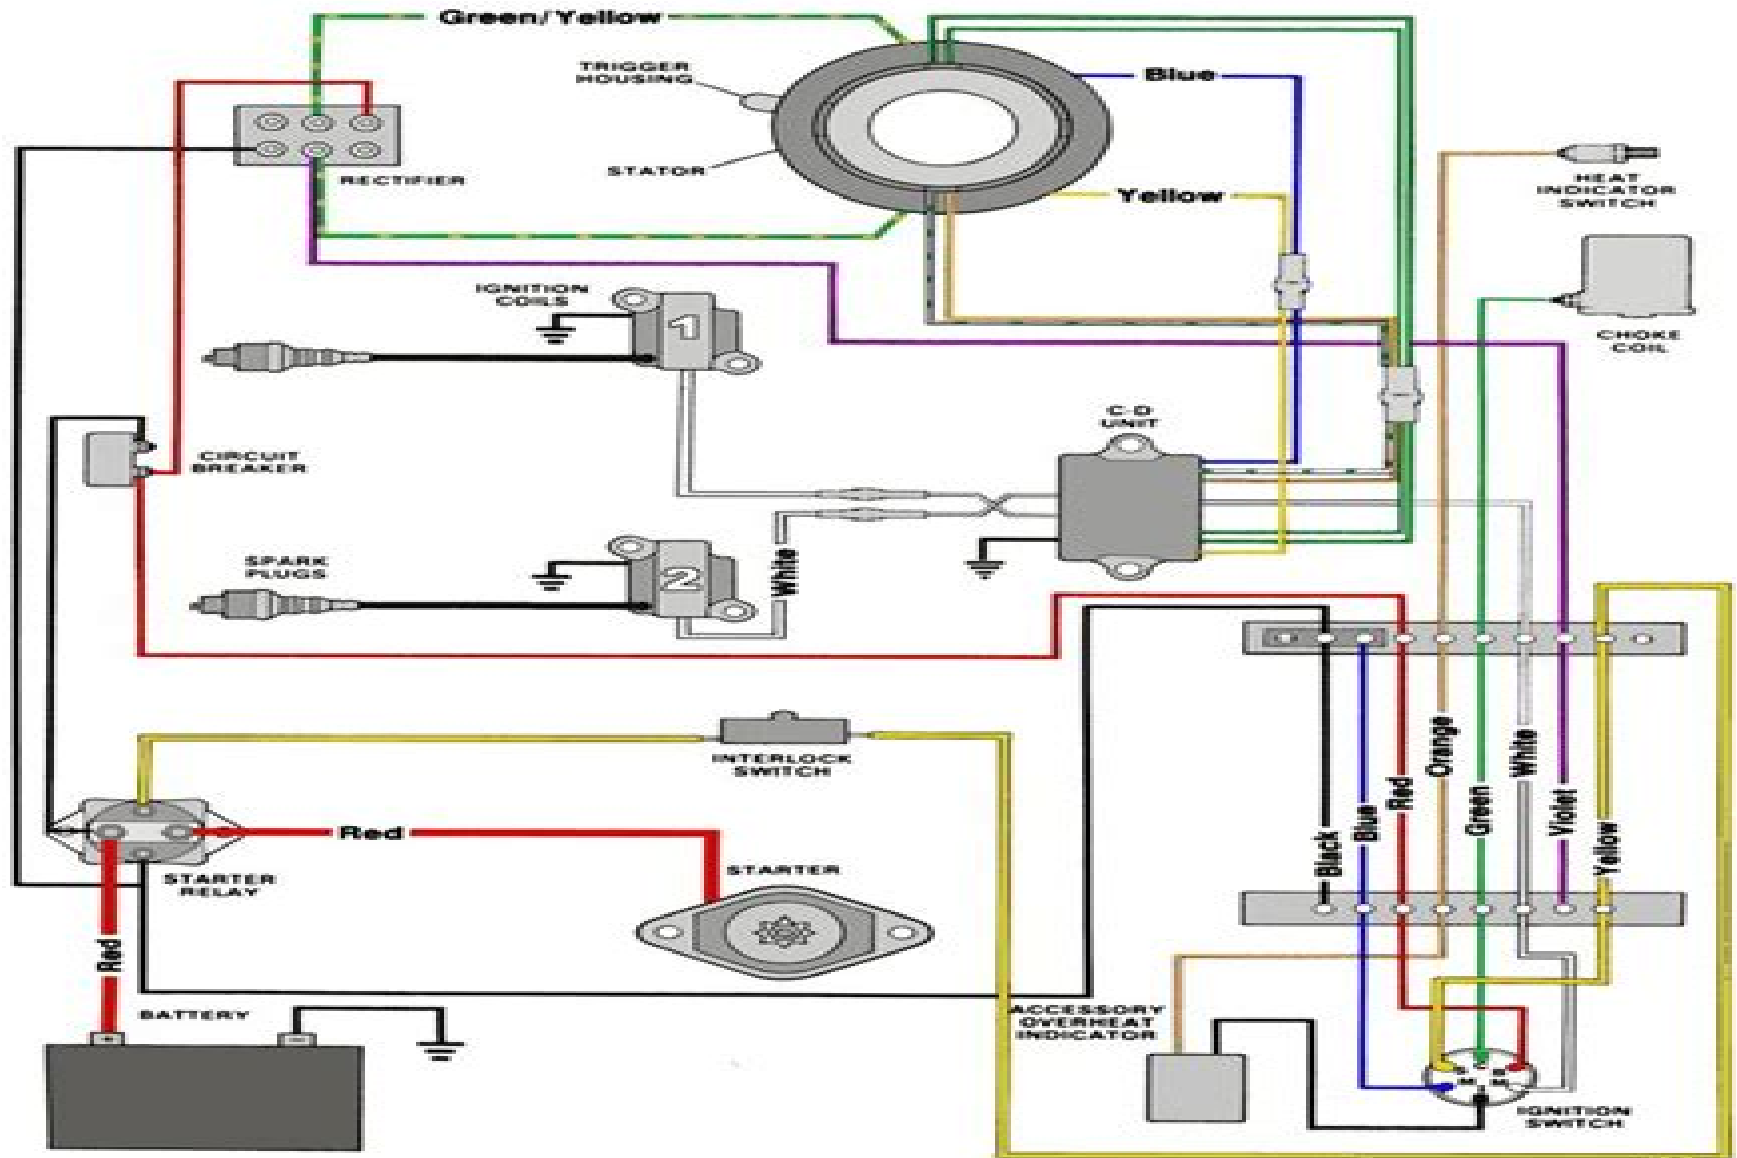 Green/Yellow
TRIGGER
HOUSING
Blue
STATOR
RECTIFIER
Yellow
HEAT
INDICATOR
SWITCH
IGNITION
COILS
1
CHOKE
COIL
C-D
UNIT
CIRCUIT
BREAKER
SPARK
PLUGS
2
White
INTERLOCK
SWITCH
Black
Blue
Red
Orange
Green
White
Violet
Yellow
Red
STARTER
STARTER
RELAY
Red
BATTERY
ACCESSORY
OVERHEAT
INDICATOR
S
B
M
M
IGNITION
SWITCH